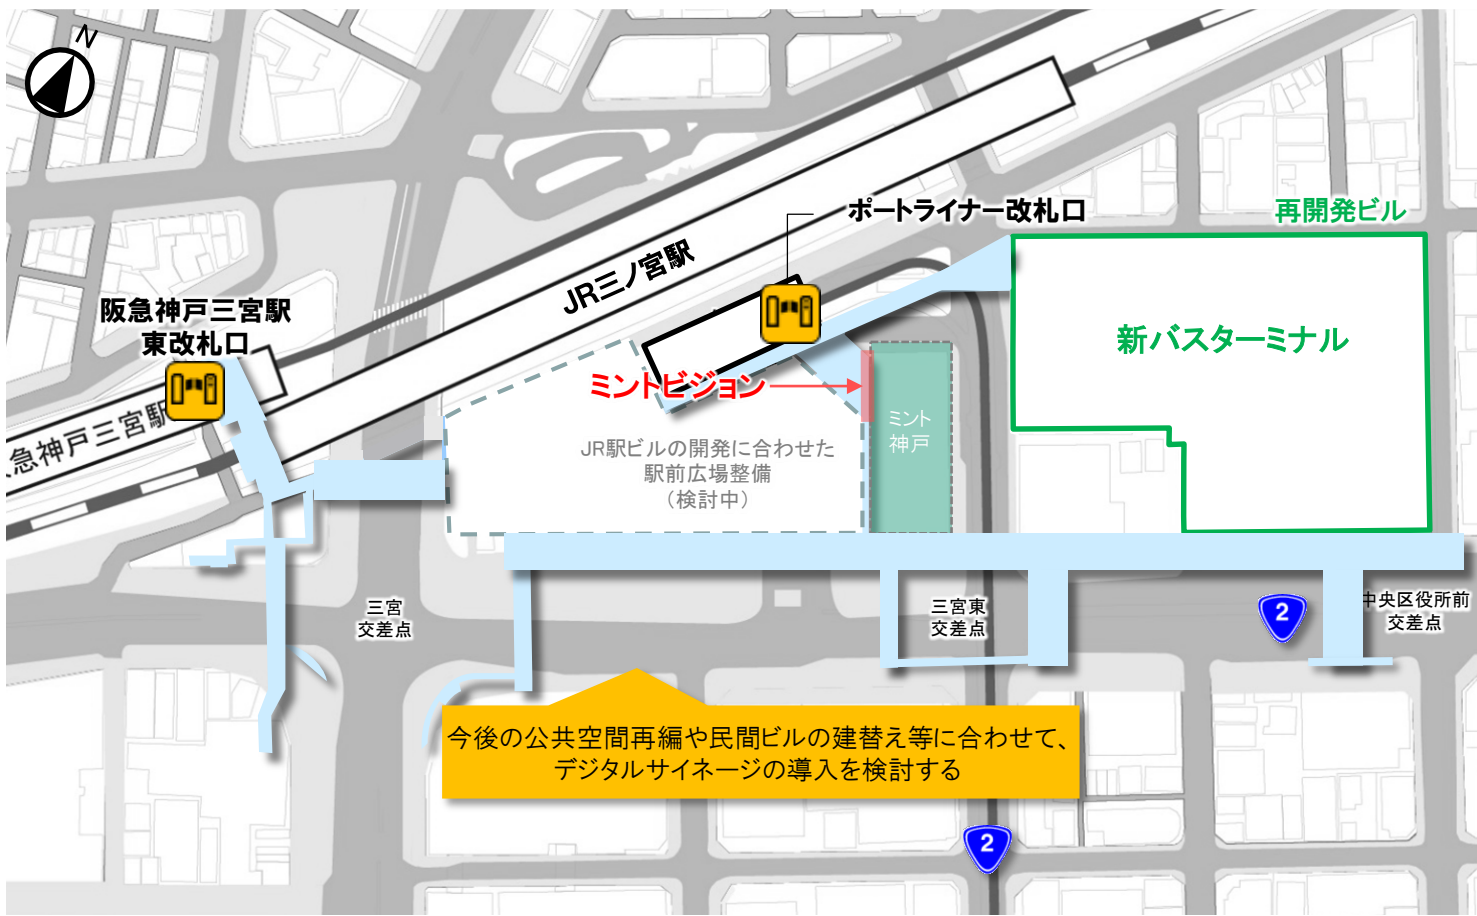 N
ポートライナー改札口
再開発ビル
JR三ノ宮駅
阪急神戸三宮駅
東改札口
新バスターミナル
ミントビジョン
急神戸三宮駅
ミント
神戸
JR駅ビルの開発に合わせた
駅前広場整備
（検討中）
三宮
交差点
三宮東
交差点
2
中央区役所前
交差点
今後の公共空間再編や民間ビルの建替え等に合わせて、
デジタルサイネージの導入を検討する
2